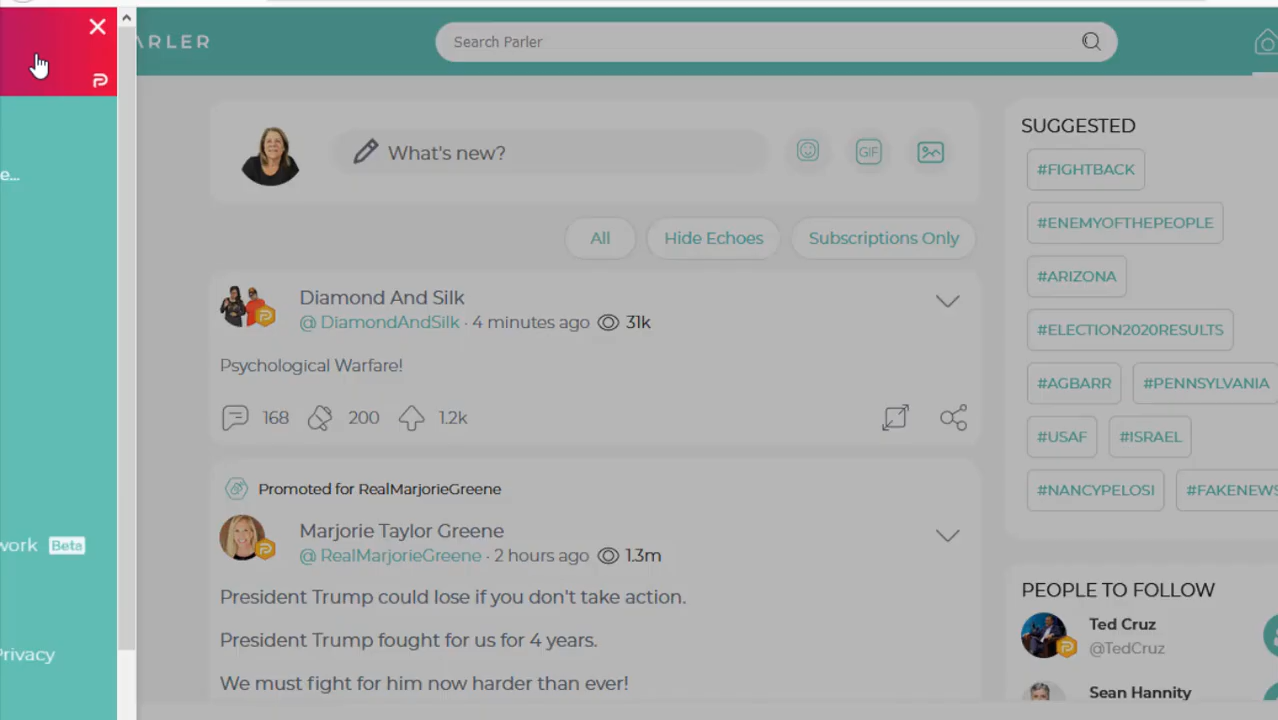 ARLER
Search Parler
e...
What's new?
GIF
All
Hide Echoes
Subscriptions Only
Diamond And Silk
@DiamondAndSilk · 4 minutes ago 31k
Psychological Warfare!
168 200 1.2k
Promoted for RealMarjorieGreene
Marjorie Taylor Greene
@RealMarjorieGreene · 2 hours ago 1.3m
President Trump could lose if you don't take action.
President Trump fought for us for 4 years.
We must fight for him now harder than ever!
work Beta
Privacy
SUGGESTED
#FIGHTBACK
#ENEMYOFTHEPEOPLE
#ARIZONA
#ELECTION2020RESULTS
#AGBARR #PENNSYLVANIA
#USAF #ISRAEL
#NANCYPELOSI #FAKENEWS
PEOPLE TO FOLLOW
Ted Cruz
@TedCruz
Sean Hannity